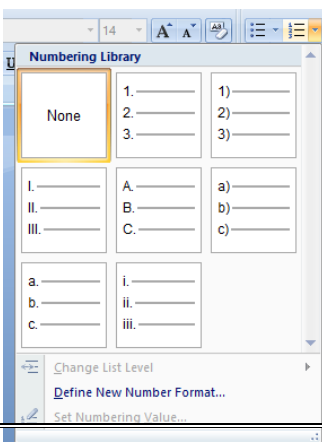 14 A A Aa
U Numbering Library
None
1.
2.
3.
1)
2)
3)
I.
II.
III.
A.
B.
C.
a)
b)
c)
a.
b.
c.
i.
ii.
iii.
Change List Level
Define New Number Format...
Set Numbering Value...